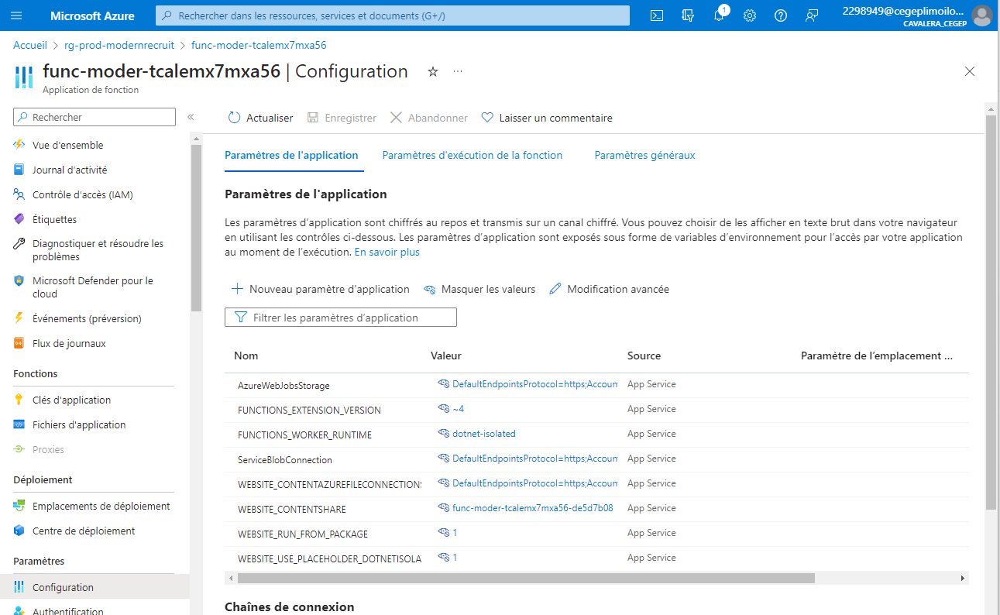 Microsoft Azure
Rechercher dans les ressources, services et documents (G+/)
1
2298949@cegeplimoilo...
CAVALERA_CEGEP
Accueil > rg-prod-modernrecruit > func-moder-tcalemx7mxa56
func-moder-tcalemx7mxa56 | Configuration
Application de fonction
Rechercher
Vue d'ensemble
Journal d'activité
Contrôle d'accès (IAM)
Étiquettes
Diagnostiquer et résoudre les
problèmes
Microsoft Defender pour le
cloud
Événements (préversion)
Flux de journaux
Fonctions
Clés d'application
Fichiers d'application
Proxies
Déploiement
Emplacements de déploiement
Centre de déploiement
Paramètres
Configuration
Authentification
Actualiser Enregistrer Abandonner Laisser un commentaire
Paramètres de l'application Paramètres d'exécution de la fonction Paramètres généraux
Paramètres de l'application
Les paramètres d'application sont chiffrés au repos et transmis sur un canal chiffré. Vous pouvez choisir de les afficher en texte brut dans votre navigateur
en utilisant les contrôles ci-dessous. Les paramètres d'application sont exposés sous forme de variables d'environnement pour l'accès par votre application
au moment de l'exécution. En savoir plus
Nouveau paramètre d'application Masquer les valeurs Modification avancée
Filtrer les paramètres d'application
Nom Valeur Source Paramètre de l'emplacement ...
AzureWebJobsStorage DefaultEndpointsProtocol=https;Accoun App Service
FUNCTIONS_EXTENSION_VERSION ~4 App Service
FUNCTIONS_WORKER_RUNTIME dotnet-isolated App Service
ServiceBlobConnection DefaultEndpointsProtocol=https;Accoun App Service
WEBSITE_CONTENTAZUREFILECONNECTIONS DefaultEndpointsProtocol=https;Accoun App Service
WEBSITE_CONTENTSHARE func-moder-tcalemx7mxa56-de5d7b08 App Service
WEBSITE_RUN_FROM_PACKAGE 1 App Service
WEBSITE_USE_PLACEHOLDER_DOTNETISOLA 1 App Service
Chaînes de connexion